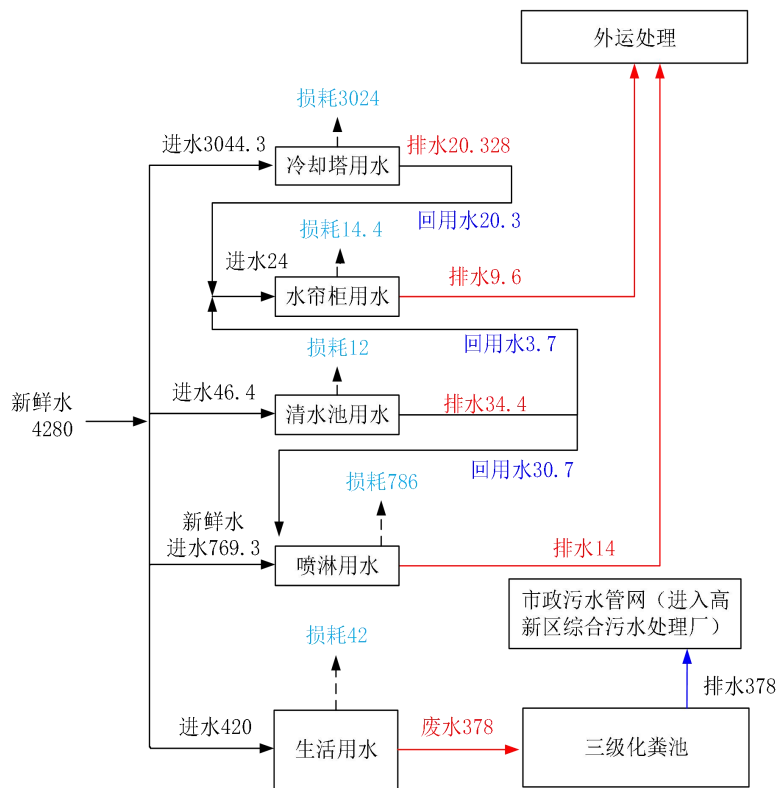 外运处理
损耗3024
进水3044.3
排水20.328
冷却塔用水
回用水20.3
损耗14.4
进水24
排水9.6
水帘柜用水
回用水3.7
损耗12
进水46.4
排水34.4
清水池用水
新鲜水
4280
回用水30.7
损耗786
新鲜水
进水769.3
排水14
喷淋用水
市政污水管网（进入高
新区综合污水处理厂）
损耗42
排水378
进水420
废水378
生活用水
三级化粪池